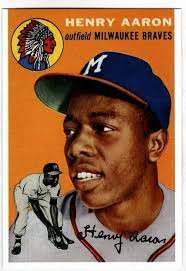 HENRY AARON
outfield MILWAUKEE BRAVES
M
Henry Aaron